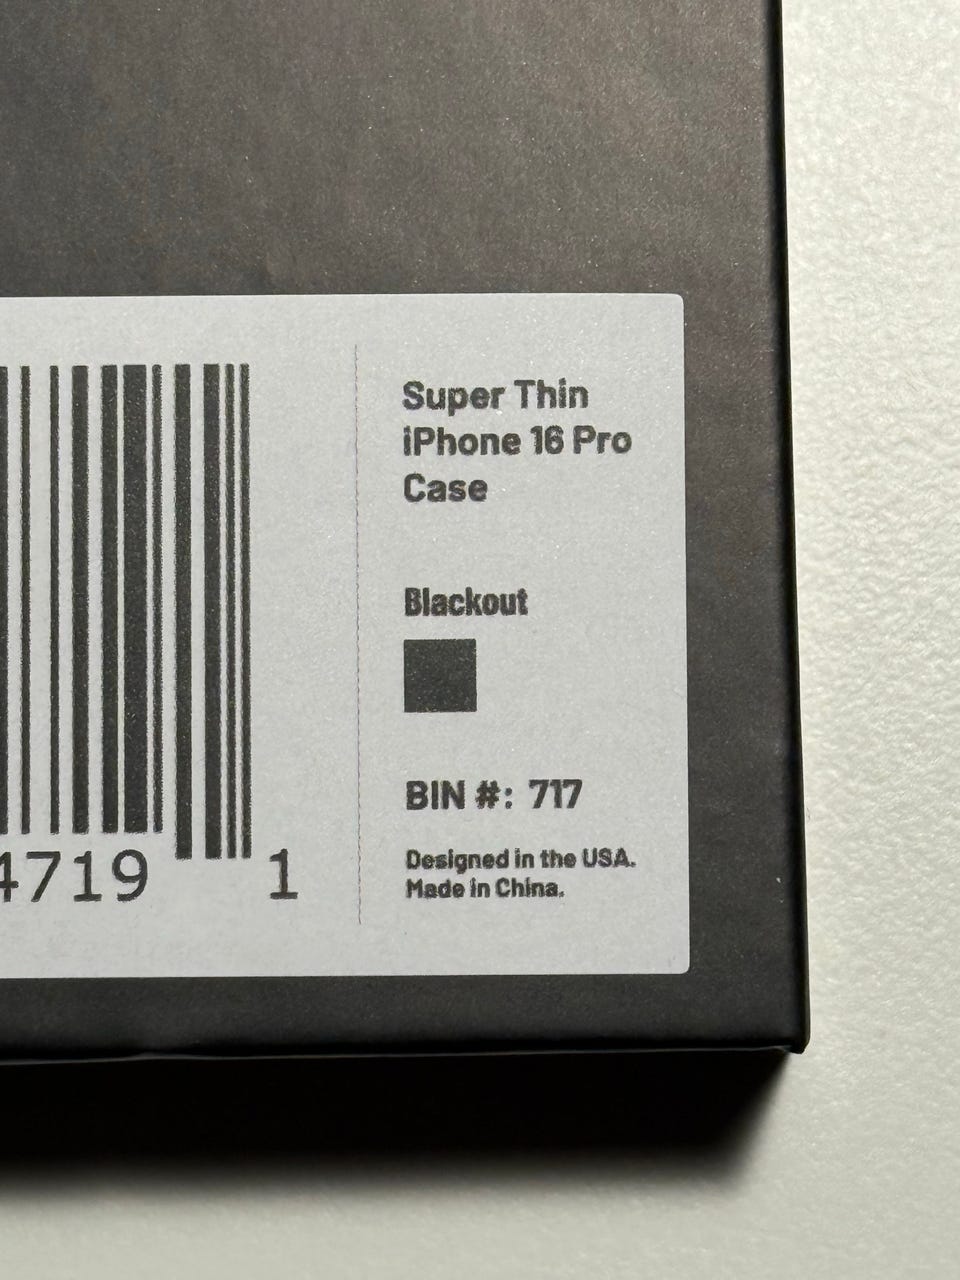 Super Thin
iPhone 16 Pro
Case
Blackout
BIN #: 717
Designed in the USA.
Made in China.
4719 1